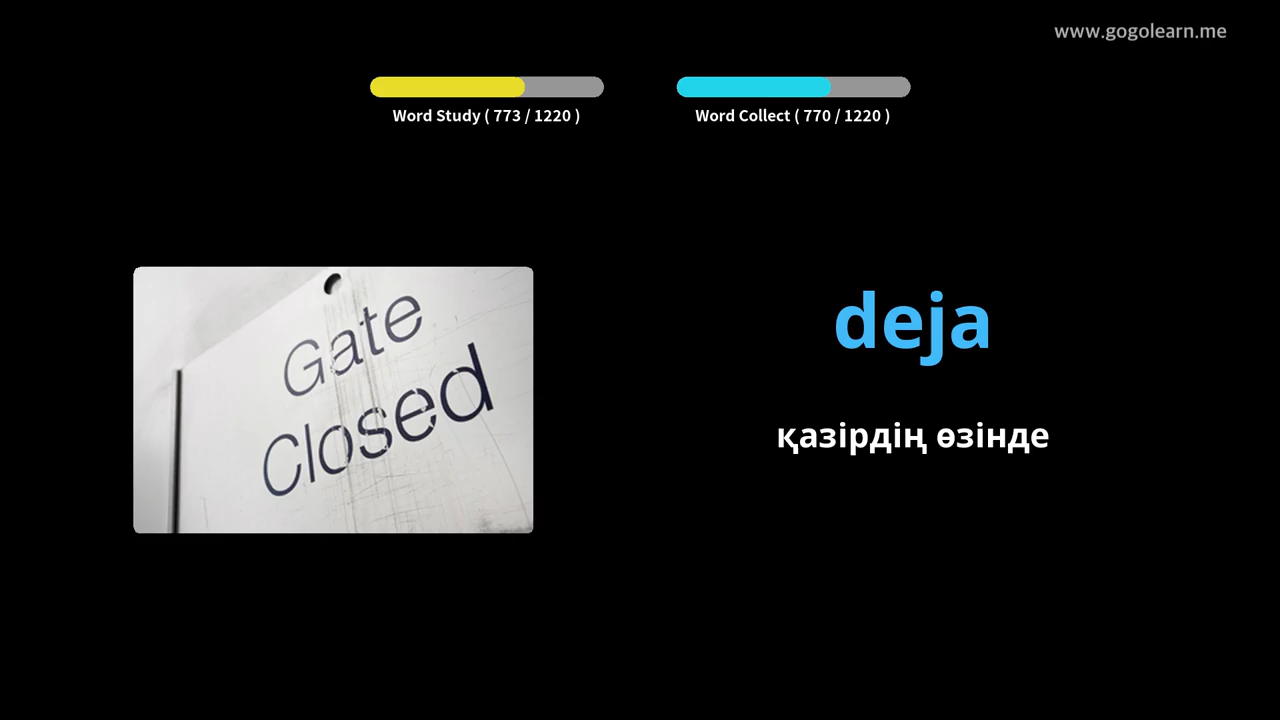 www.gogolearn.me
Word Study ( 773 / 1220 )
Word Collect ( 770 / 1220 )
Gate
Closed
deja
қазірдің өзінде